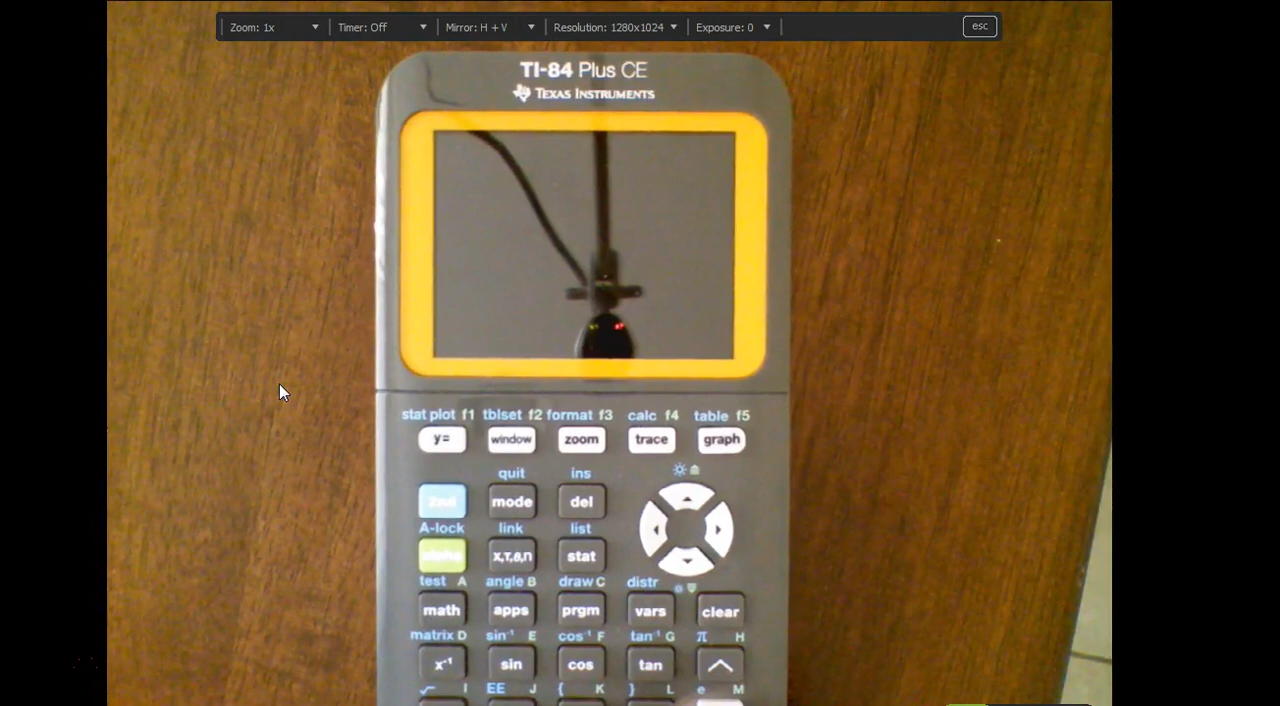 Zoom: 1x Timer: Off Mirror: H + V Resolution: 1280x1024 Exposure: 0 esc
TI-84 Plus CE
TEXAS INSTRUMENTS
stat plot f1 tblset f2 format f3 calc f4 table f5
y= window zoom trace graph
quit ins
2nd mode del
A-lock link list
alpha X,T,θ,n stat
test A angle B draw C distr
math apps prgm vars clear
matrix D sin⁻¹ E cos⁻¹ F tan⁻¹ G π H
x⁻¹ sin cos tan ^
√ I EE J { K } L e M